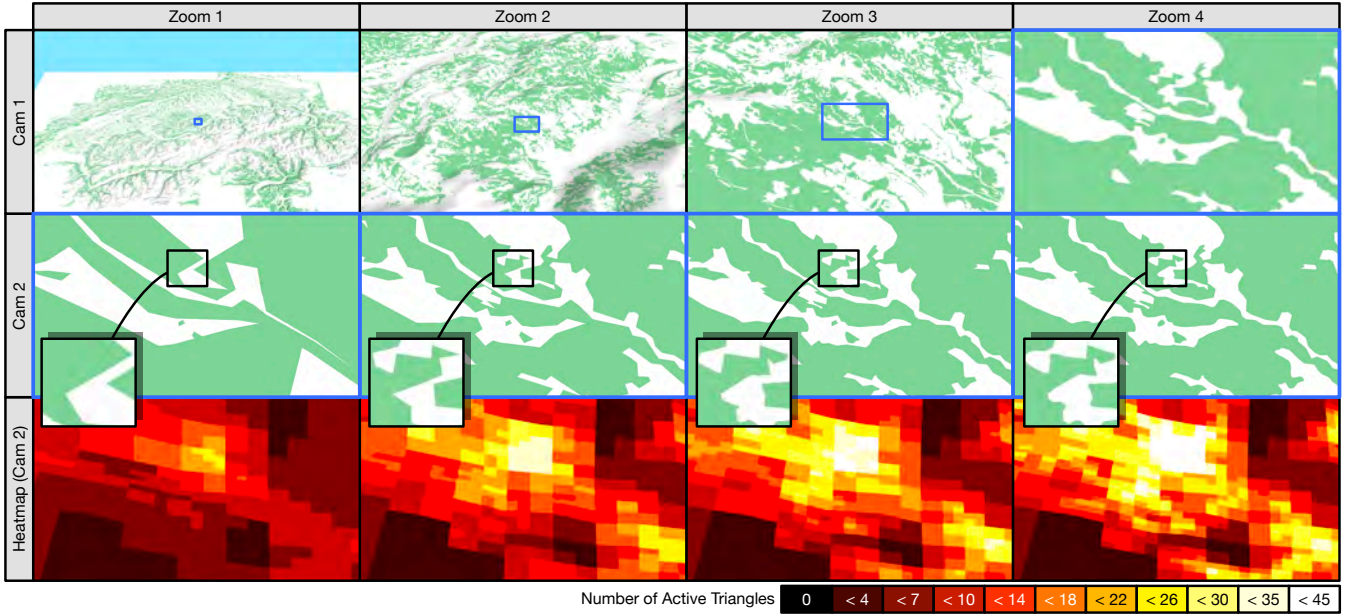 Zoom 1 Zoom 2 Zoom 3 Zoom 4
Cam 1
Cam 2
Heatmap (Cam 2)
Number of Active Triangles 0 < 4 < 7 < 10 < 14 < 18 < 22 < 26 < 30 < 35 < 45